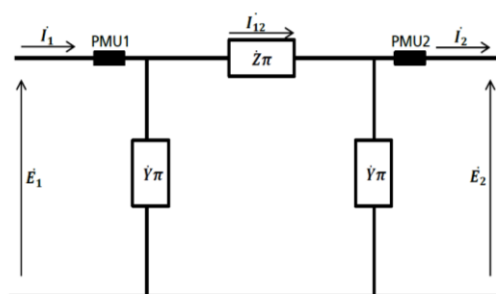 İ₁ PMU1 İ₁₂ PMU2 İ₂
Żπ
Ė₁ Ẏπ Ẏπ Ė₂